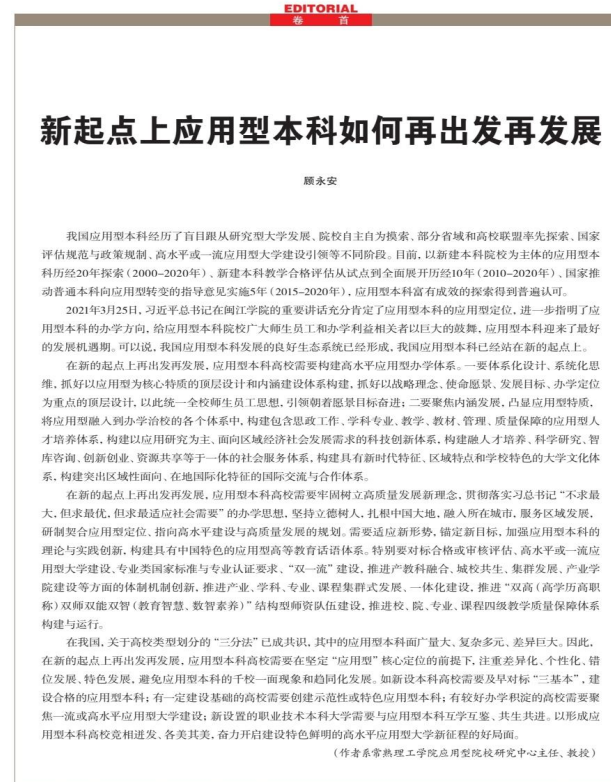 EDITORIAL
卷 首
新起点上应用型本科如何再出发再发展
顾永安
我国应用型本科经历了盲目跟从研究型大学发展、院校自主自为摸索、部分省域和高校联盟率先探索、国家
评估规范与政策规制、高水平或一流应用型大学建设引领等不同阶段。目前，以新建本科院校为主体的应用型本
科历经20年探索（2000-2020年）、新建本科教学合格评估从试点到全面展开历经10年（2010-2020年）、国家推
动普通本科向应用型转变的指导意见实施5年（2015-2020年），应用型本科富有成效的探索得到普遍认可。
2021年3月25日，习近平总书记在闽江学院的重要讲话充分肯定了应用型本科的应用型定位，进一步指明了应
用型本科的办学方向，给应用型本科院校广大师生员工和办学利益相关者以巨大的鼓舞，应用型本科迎来了最好
的发展机遇期。可以说，我国应用型本科发展的良好生态系统已经形成，我国应用型本科已经站在新的起点上。
在新的起点上再出发再发展，应用型本科高校需要构建高水平应用型办学体系。一要体系化设计、系统化思
维，抓好以应用型为核心特质的顶层设计和内涵建设体系构建，抓好以战略理念、使命愿景、发展目标、办学定位
为重点的顶层设计，以此统一全校师生员工思想，引领朝着愿景目标奋进；二要聚焦内涵发展，凸显应用型特质，
将应用型融入到办学治校的各个体系中，构建包含思政工作、学科专业、教学、教材、管理、质量保障的应用型人
才培养体系，构建以应用研究为主、面向区域经济社会发展需求的科技创新体系，构建融人才培养、科学研究、智
库咨询、创新创业、资源共享等于一体的社会服务体系，构建具有新时代特征、区域特点和学校特色的大学文化体
系，构建突出区域性面向、在地国际化特征的国际交流与合作体系。
在新的起点上再出发再发展，应用型本科高校需要牢固树立高质量发展新理念，贯彻落实习总书记“不求最
大，但求最优，但求最适应社会需要”的办学思想，坚持立德树人，扎根中国大地，融入所在城市，服务区域发展，
研制契合应用型定位、指向高水平建设与高质量发展的规划。需要适应新形势，锚定新目标，加强应用型本科的
理论与实践创新，构建具有中国特色的应用型高等教育话语体系。特别要对标合格或审核评估、高水平或一流应
用型大学建设、专业类国家标准与专业认证要求、“双一流”建设，推进产教科融合、城校共生、集群发展、产业学
院建设等方面的体制机制创新，推进产业、学科、专业、课程集群式发展、一体化建设，推进“双高（高学历高职
称）双师双能双智（教育智慧、数智素养）”结构型师资队伍建设，推进校、院、专业、课程四级教学质量保障体系
构建与运行。
在我国，关于高校类型划分的“三分法”已成共识，其中的应用型本科面广量大、复杂多元、差异巨大。因此，
在新的起点上再出发再发展，应用型本科高校需要在坚定“应用型”核心定位的前提下，注重差异化、个性化、错
位发展、特色发展，避免应用型本科的千校一面现象和趋同化发展。如新设本科高校需要及早对标“三基本”，建
设合格的应用型本科；有一定建设基础的高校需要创建示范性或特色应用型本科；有较好办学积淀的高校需要聚
焦一流或高水平应用型大学建设；新设置的职业技术本科大学需要与应用型本科互学互鉴、共生共进。以形成应
用型本科高校竞相迸发、各美其美，奋力开启建设特色鲜明的高水平应用型大学新征程的好局面。
（作者系常熟理工学院应用型院校研究中心主任、教授）